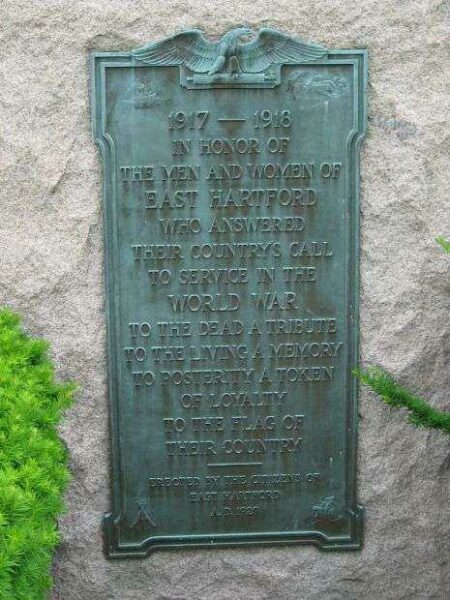 1917 — 1918
IN HONOR OF
THE MEN AND WOMEN OF
EAST HARTFORD
WHO ANSWERED
THEIR COUNTRY'S CALL
TO SERVICE IN THE
WORLD WAR
TO THE DEAD A TRIBUTE
TO THE LIVING A MEMORY
TO POSTERITY A TOKEN
OF LOYALTY
TO THE FLAG OF
THEIR COUNTRY
ERECTED BY THE CITIZENS OF
EAST HARTFORD
A.D.